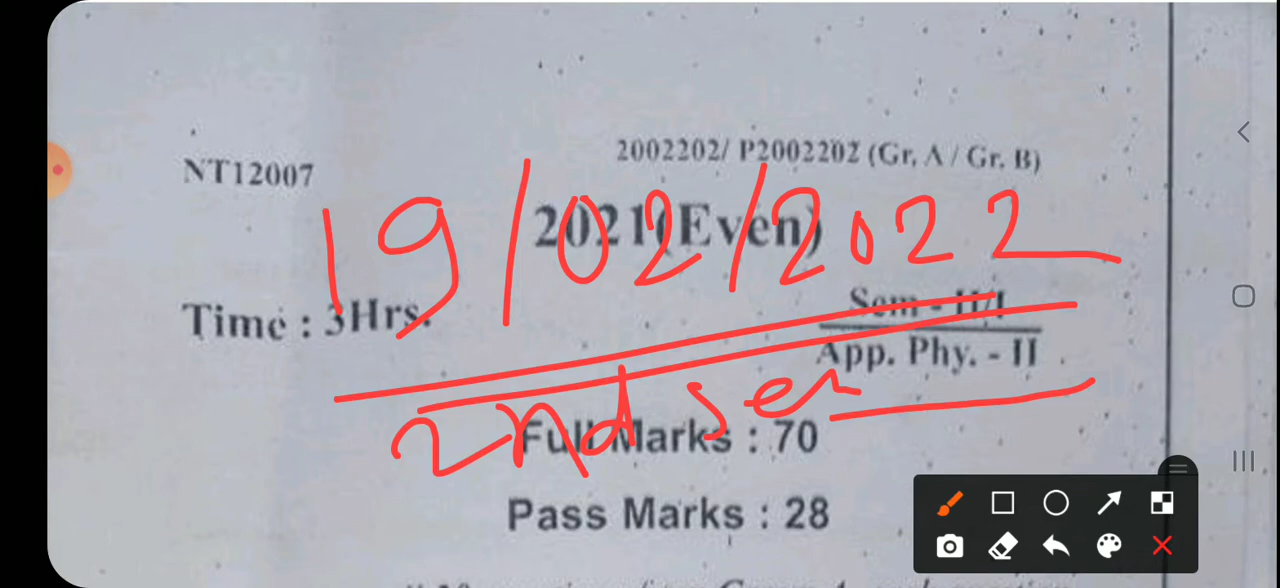 2002202/ P2002202 (Gr, A / Gr. B)
NT12007
2021(Even)
19/02/2022
Time : 3Hrs.
Sem - II/I
App. Phy. - II
2nd sem
Full Marks : 70
Pass Marks : 28